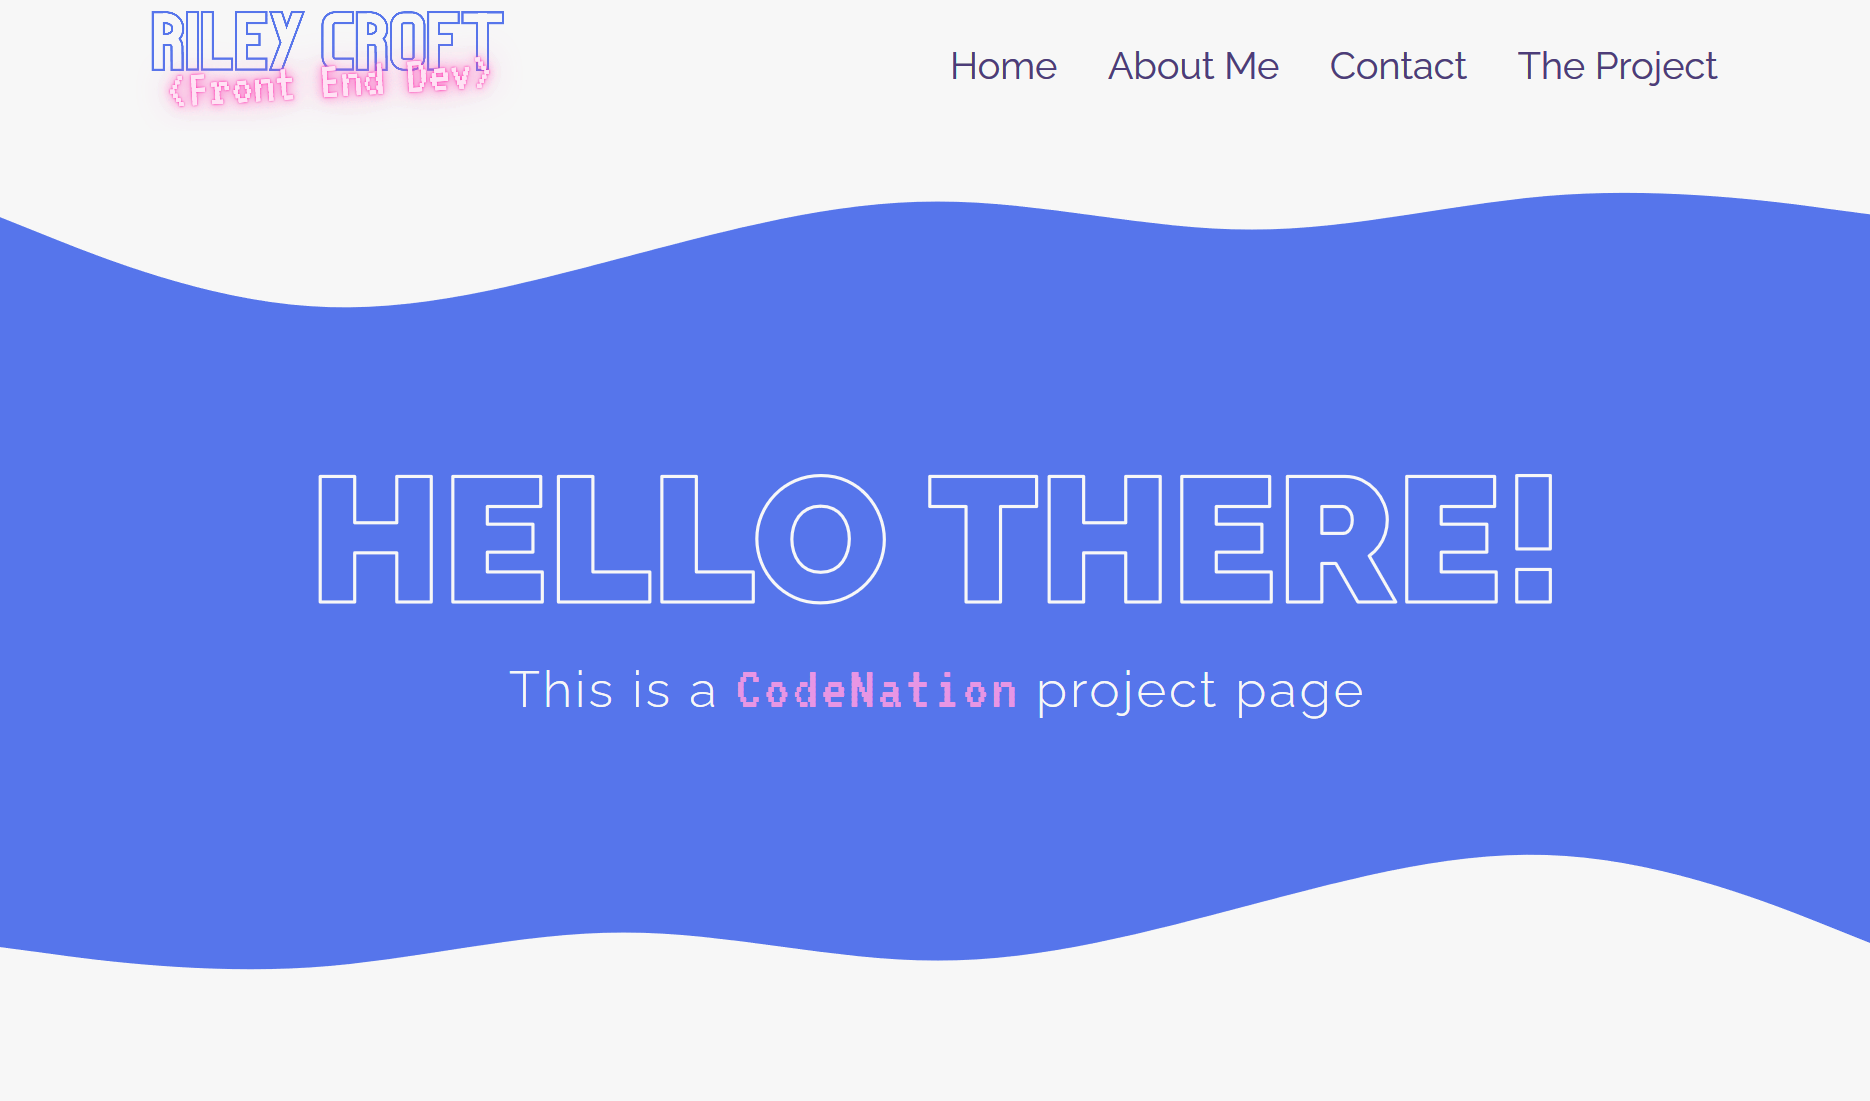 RILEY CROFT
<Front End Dev>
Home About Me Contact The Project
HELLO THERE!
This is a CodeNation project page